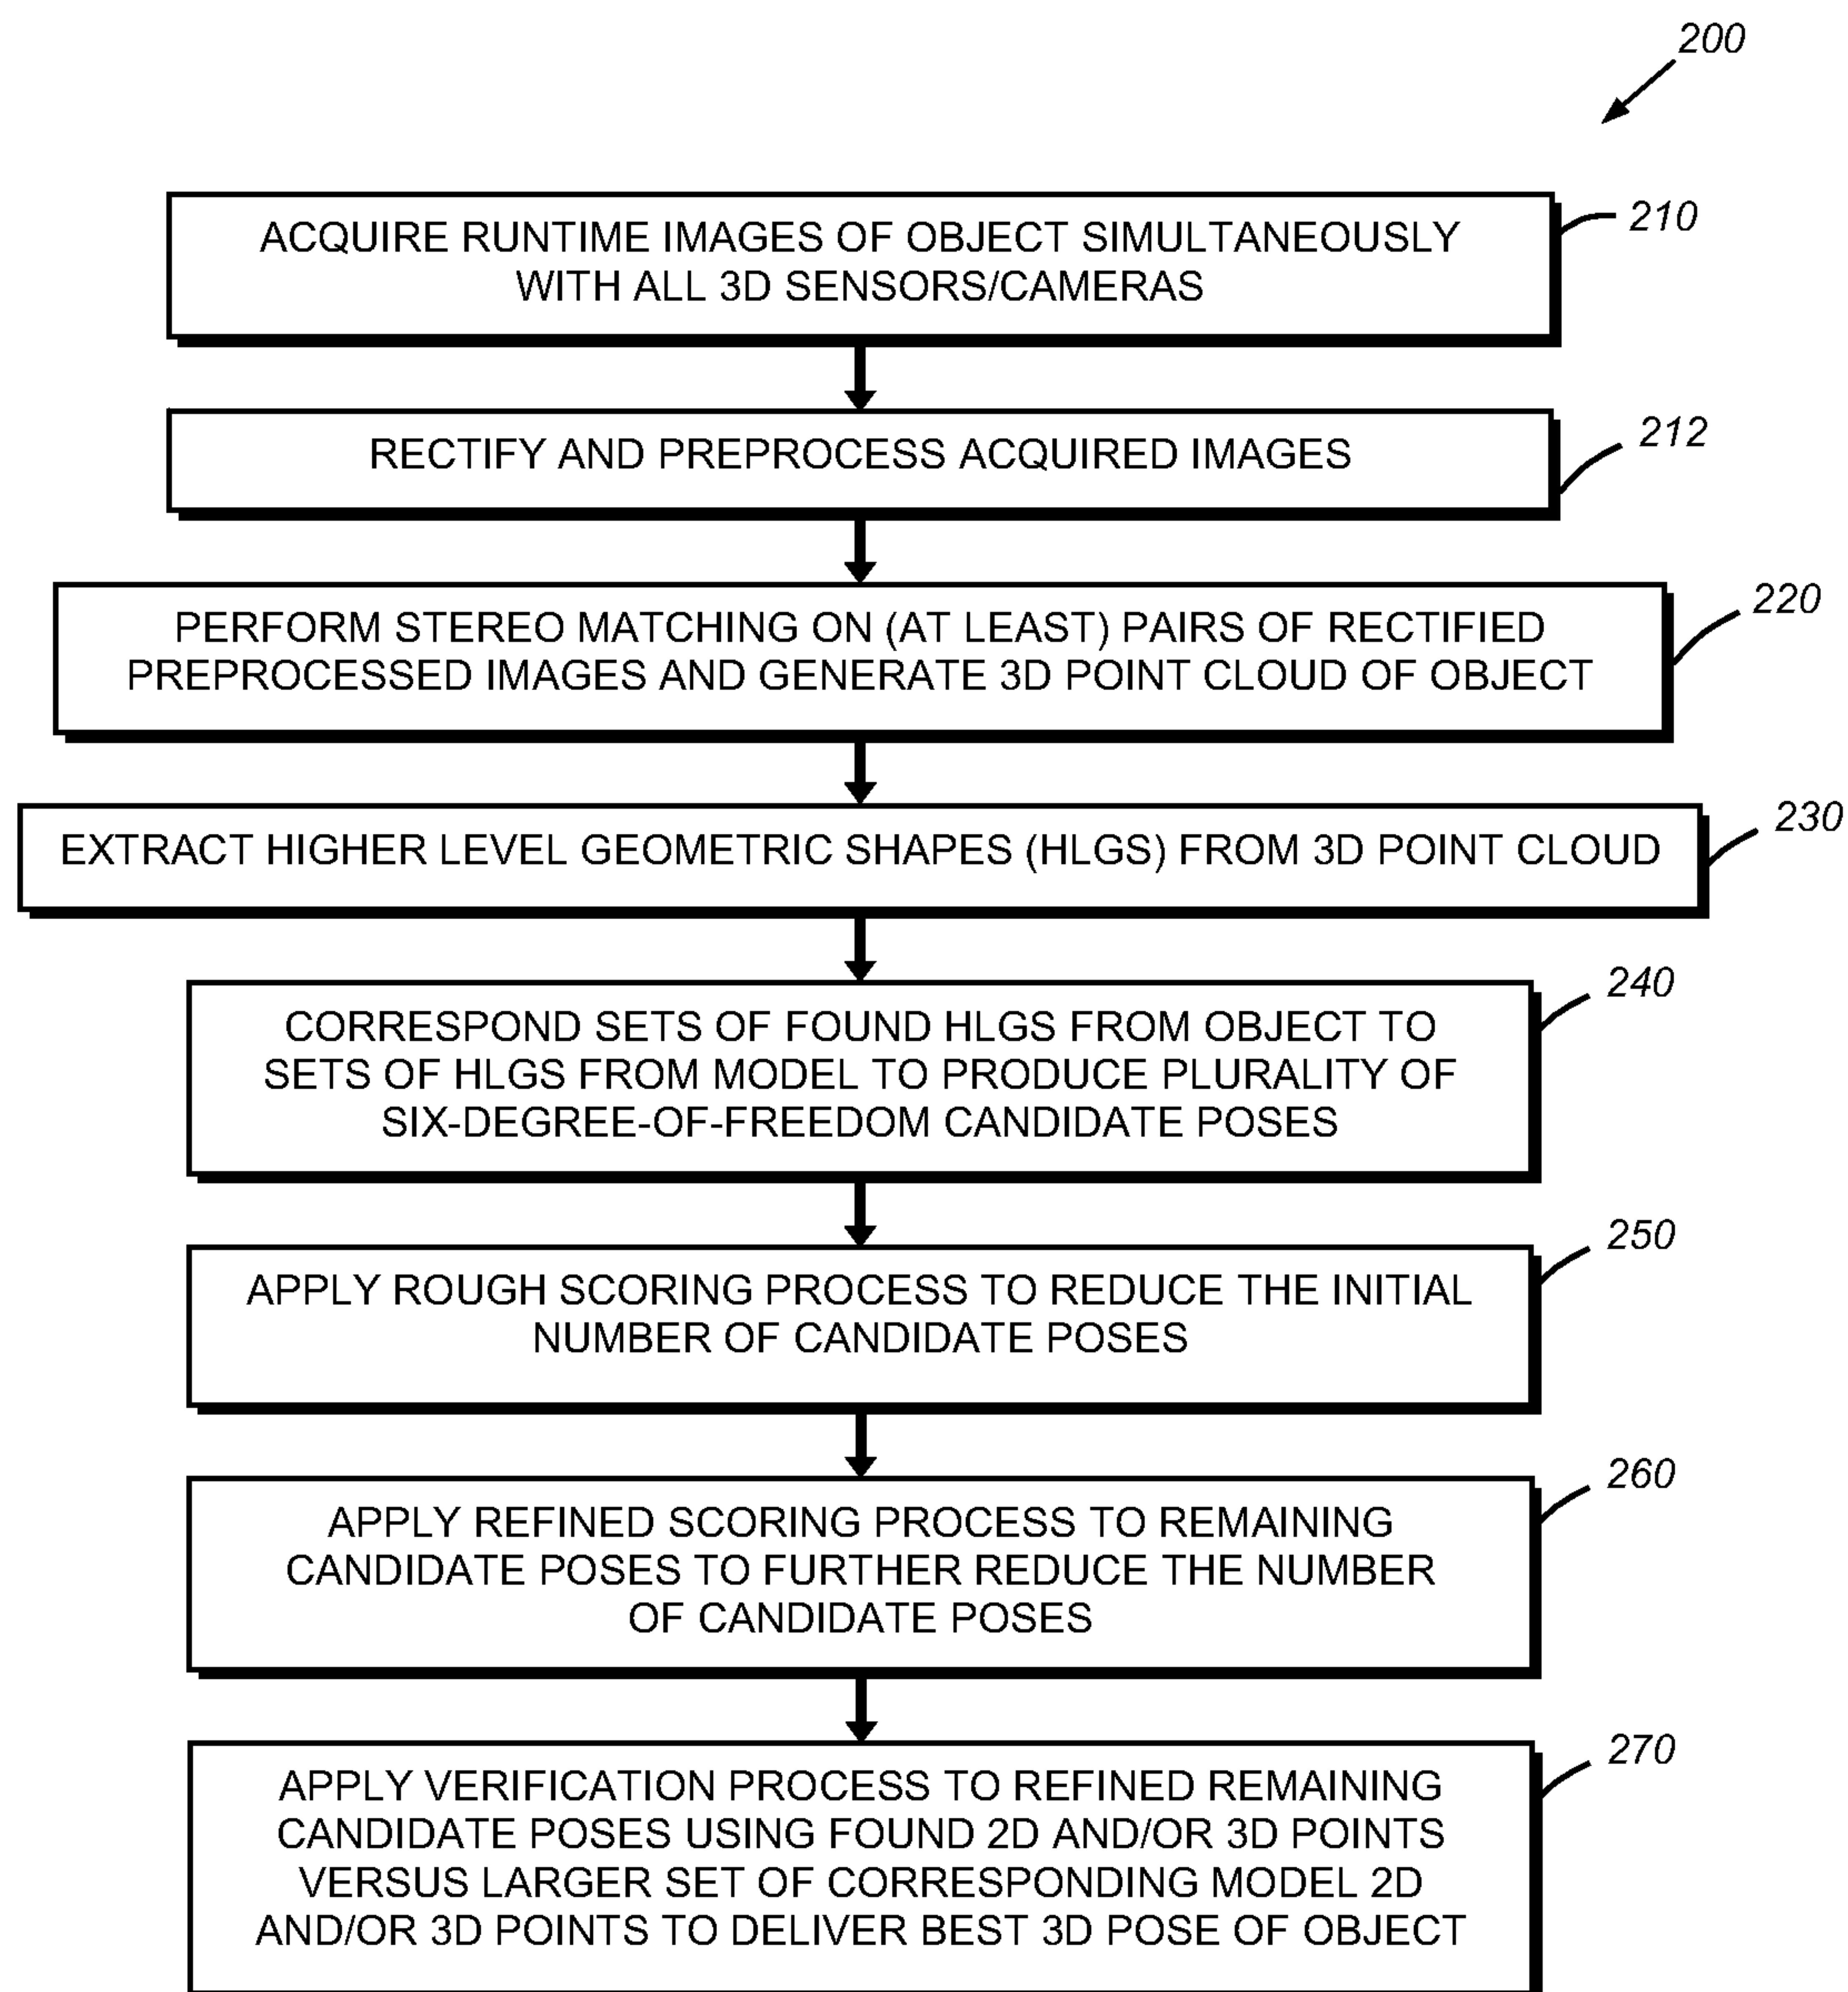 200
ACQUIRE RUNTIME IMAGES OF OBJECT SIMULTANEOUSLY
WITH ALL 3D SENSORS/CAMERAS
210
RECTIFY AND PREPROCESS ACQUIRED IMAGES
212
PERFORM STEREO MATCHING ON (AT LEAST) PAIRS OF RECTIFIED
PREPROCESSED IMAGES AND GENERATE 3D POINT CLOUD OF OBJECT
220
EXTRACT HIGHER LEVEL GEOMETRIC SHAPES (HLGS) FROM 3D POINT CLOUD
230
CORRESPOND SETS OF FOUND HLGS FROM OBJECT TO
SETS OF HLGS FROM MODEL TO PRODUCE PLURALITY OF
SIX-DEGREE-OF-FREEDOM CANDIDATE POSES
240
APPLY ROUGH SCORING PROCESS TO REDUCE THE INITIAL
NUMBER OF CANDIDATE POSES
250
APPLY REFINED SCORING PROCESS TO REMAINING
CANDIDATE POSES TO FURTHER REDUCE THE NUMBER
OF CANDIDATE POSES
260
APPLY VERIFICATION PROCESS TO REFINED REMAINING
CANDIDATE POSES USING FOUND 2D AND/OR 3D POINTS
VERSUS LARGER SET OF CORRESPONDING MODEL 2D
AND/OR 3D POINTS TO DELIVER BEST 3D POSE OF OBJECT
270